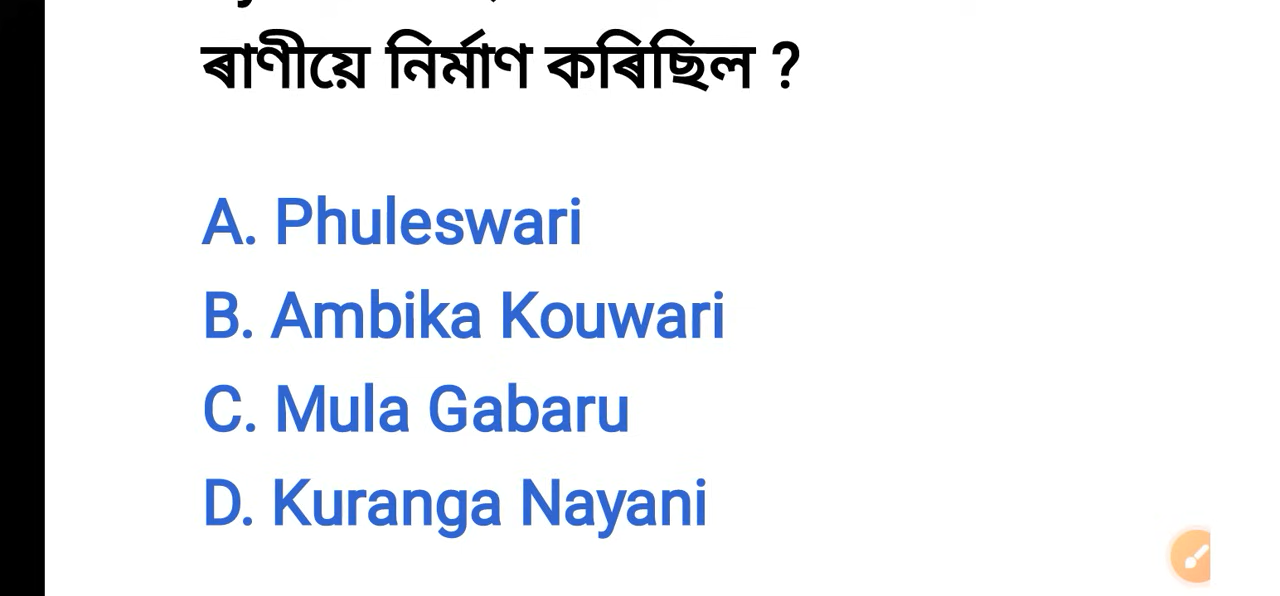 ৰাণীয়ে নিৰ্মাণ কৰিছিল ?
A. Phuleswari
B. Ambika Kouwari
C. Mula Gabaru
D. Kuranga Nayani